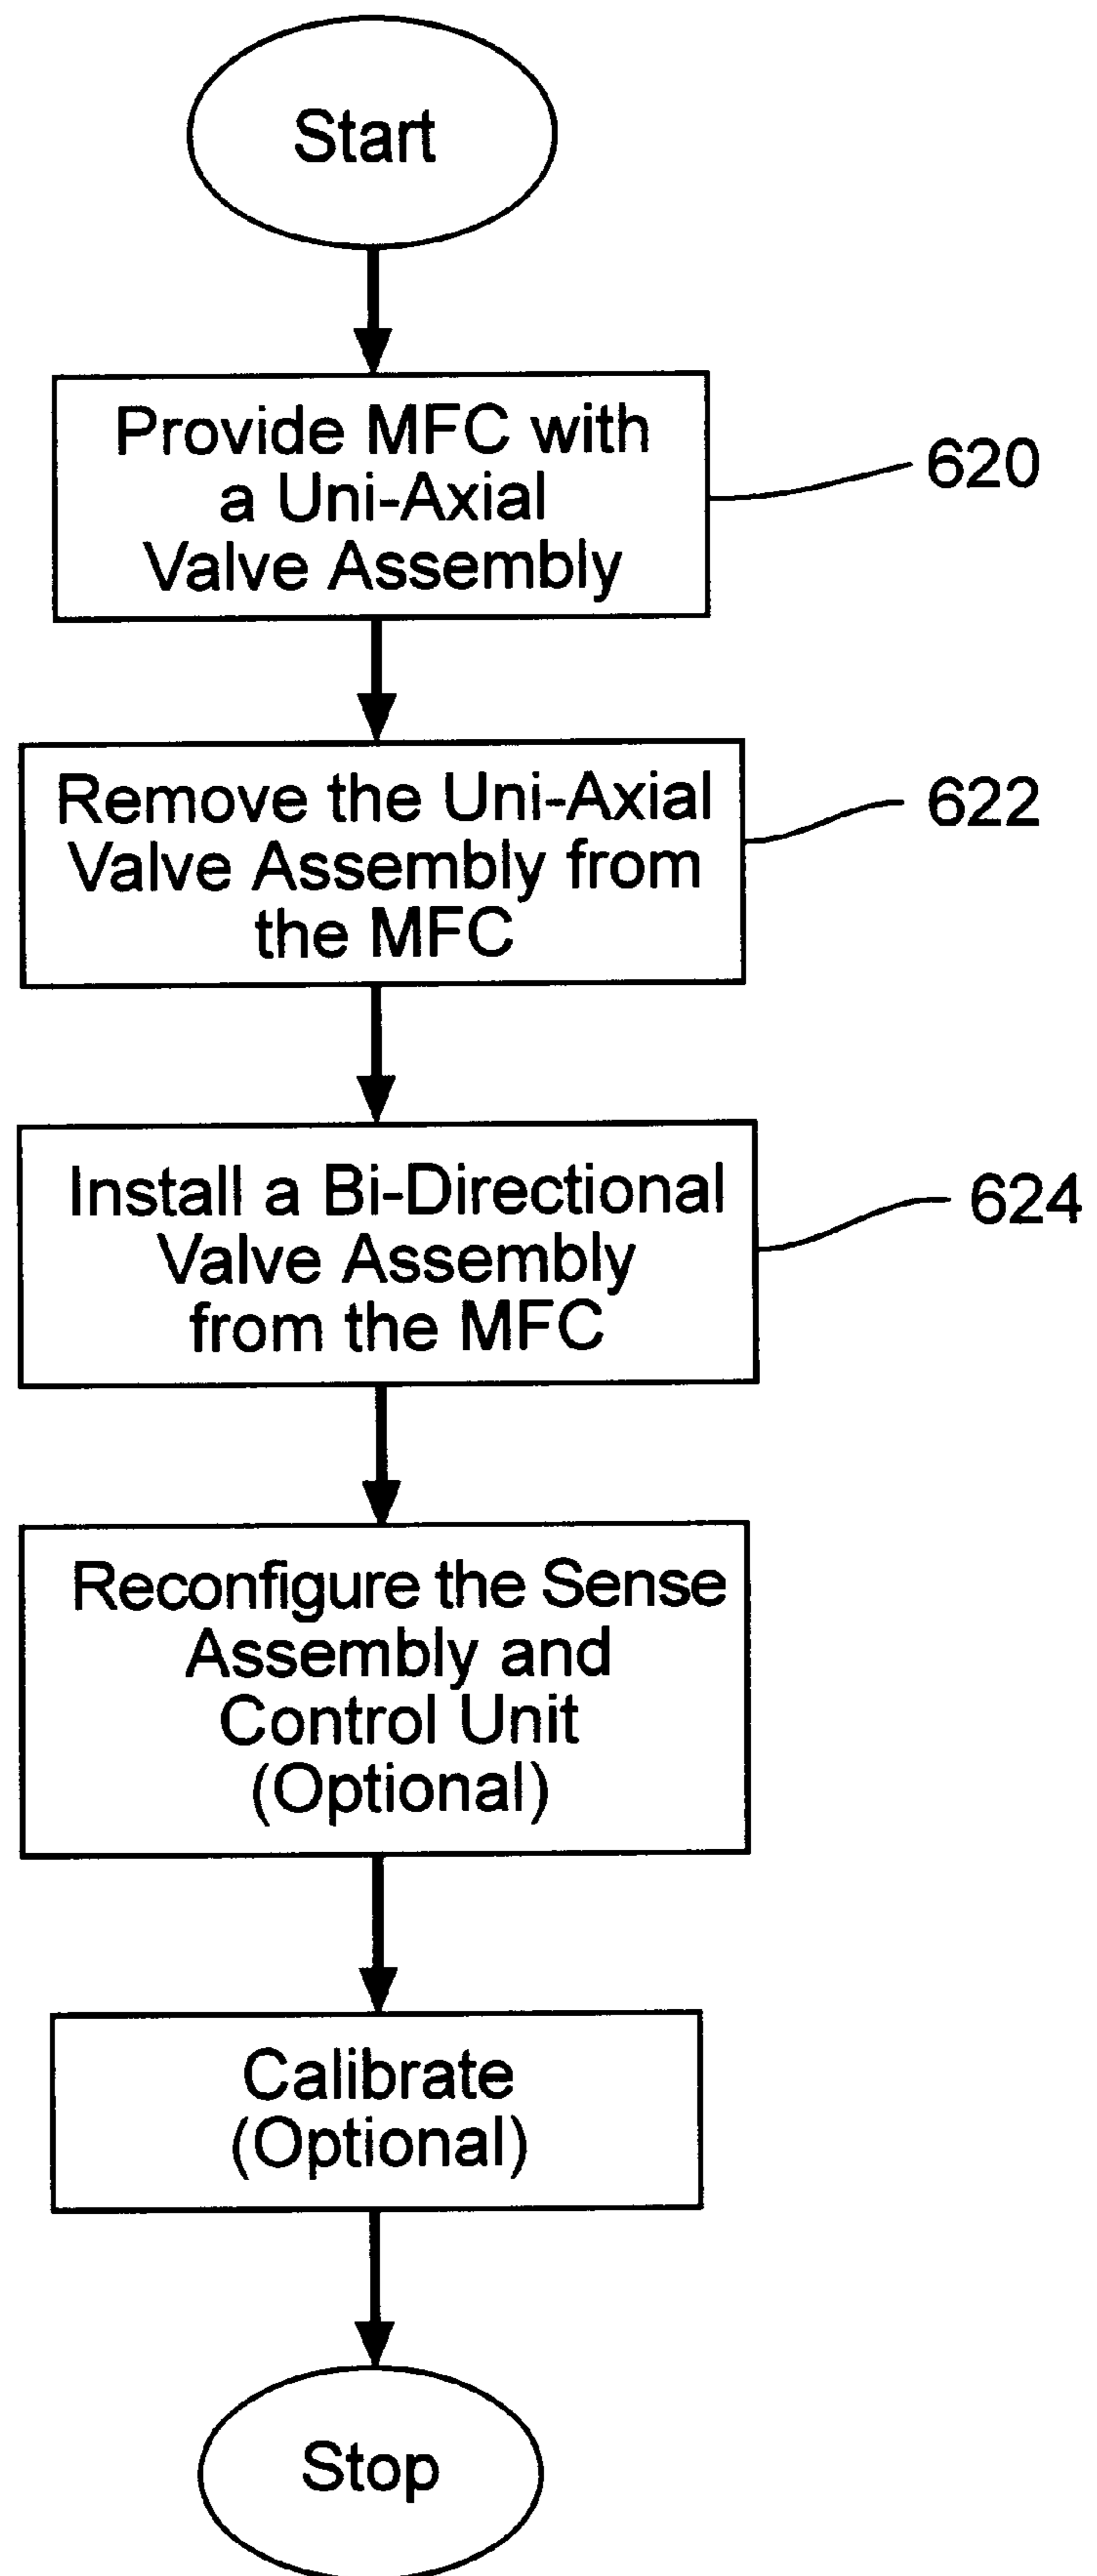 Start
Provide MFC with
a Uni-Axial
Valve Assembly
620
Remove the Uni-Axial
Valve Assembly from
the MFC
622
Install a Bi-Directional
Valve Assembly
from the MFC
624
Reconfigure the Sense
Assembly and
Control Unit
(Optional)
Calibrate
(Optional)
Stop